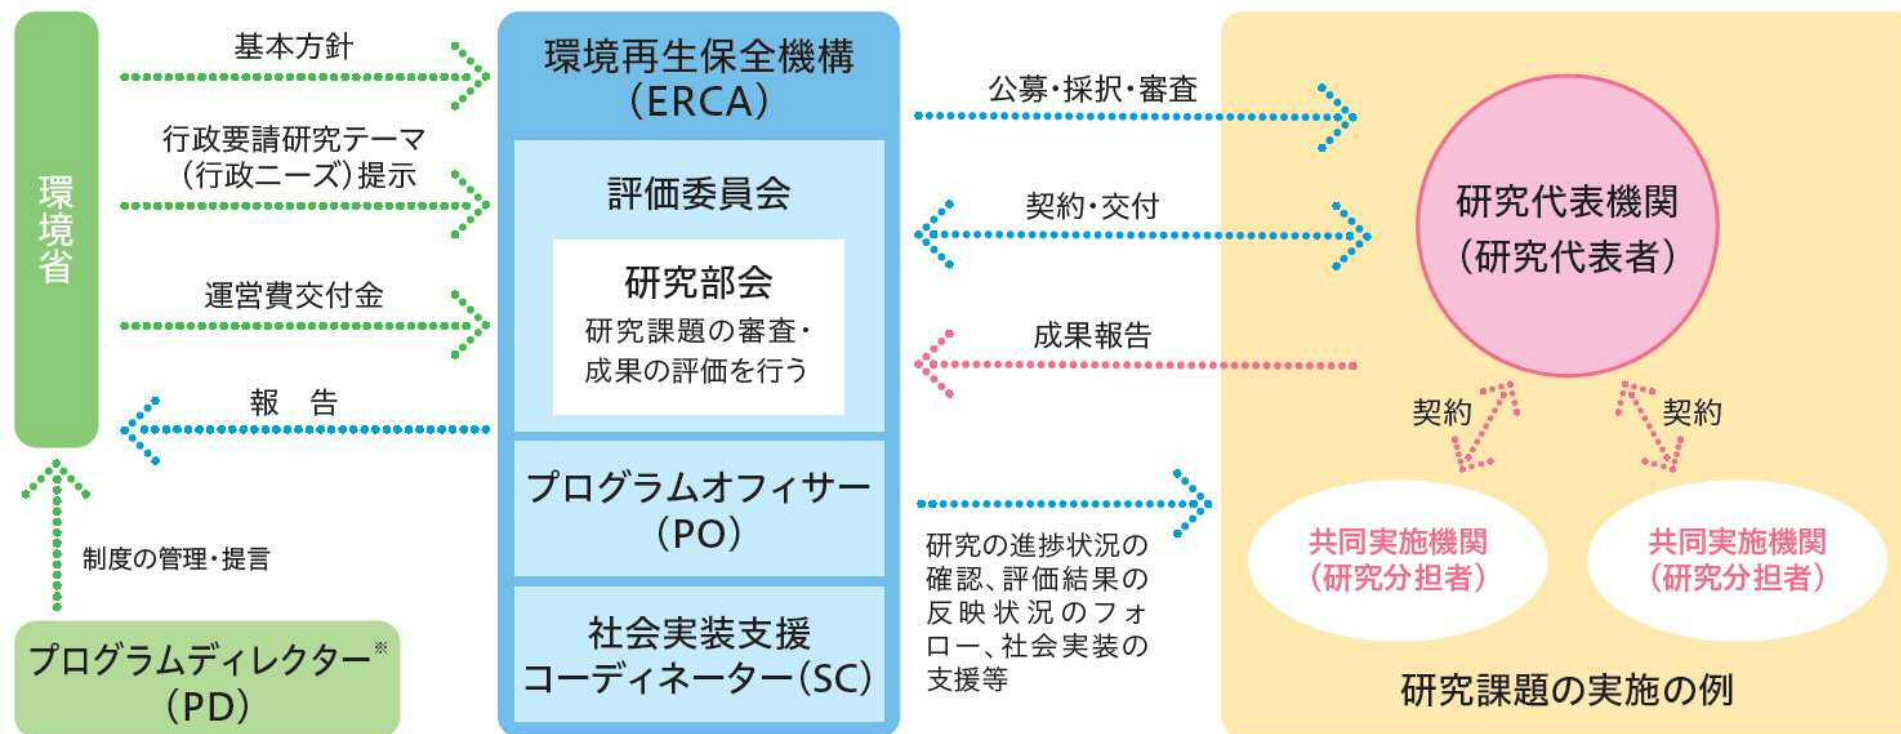 環境省
基本方針
行政要請研究テーマ
（行政ニーズ）提示
運営費交付金
報　告
制度の管理・提言
プログラムディレクター※
（PD）
環境再生保全機構
（ERCA）
評価委員会
研究部会
研究課題の審査・
成果の評価を行う
プログラムオフィサー
（PO）
社会実装支援
コーディネーター（SC）
公募・採択・審査
契約・交付
成果報告
研究の進捗状況の
確認、評価結果の
反映状況のフォ
ロー、社会実装の
支援等
研究代表機関
（研究代表者）
契約
契約
共同実施機関
（研究分担者）
共同実施機関
（研究分担者）
研究課題の実施の例